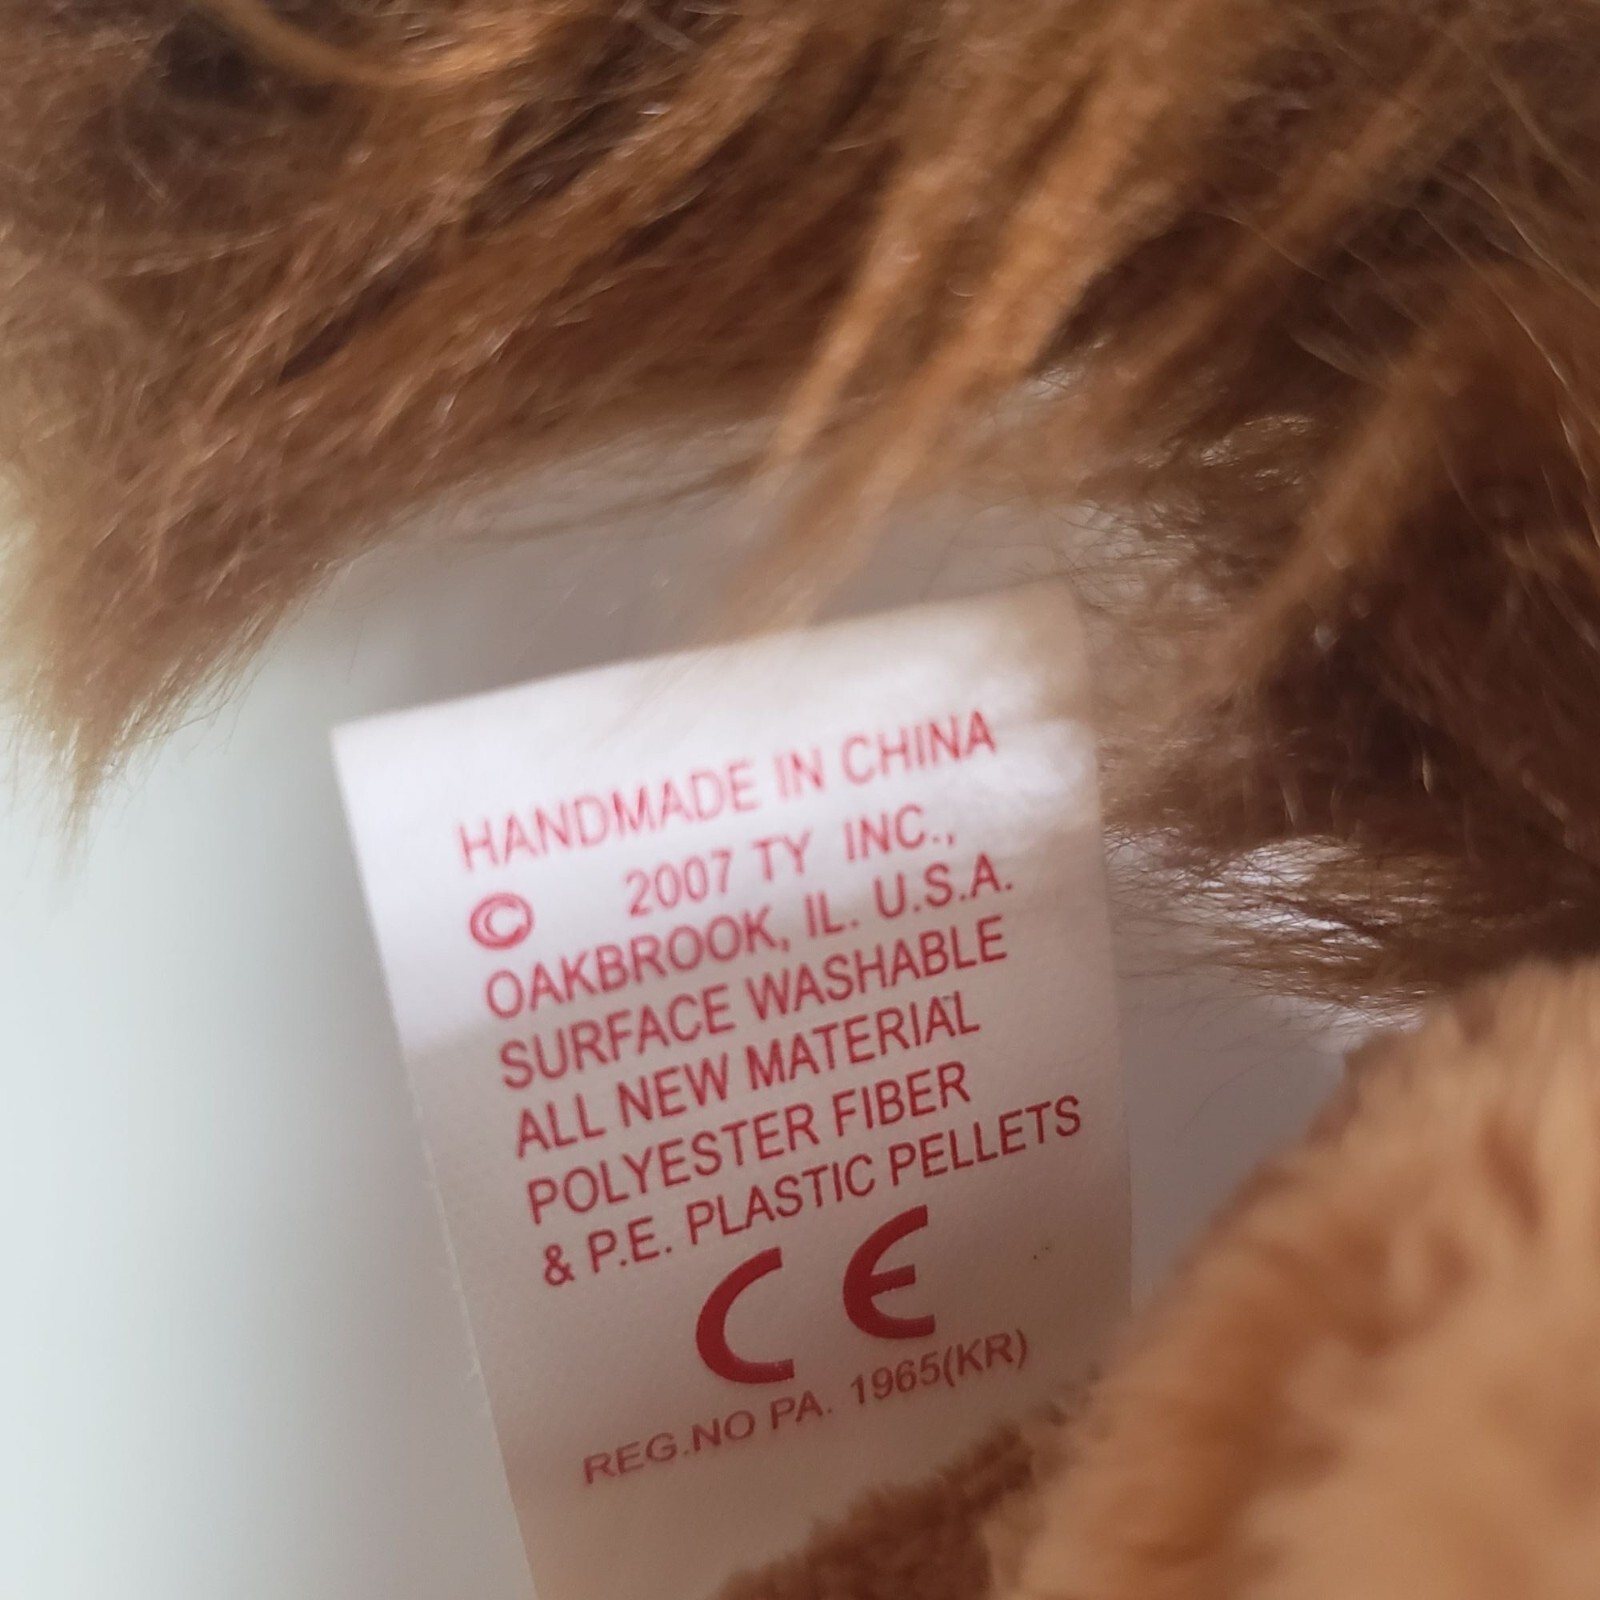 HANDMADE IN CHINA
© 2007 TY INC.,
OAKBROOK, IL. U.S.A.
SURFACE WASHABLE
ALL NEW MATERIAL
POLYESTER FIBER
& P.E. PLASTIC PELLETS
CE
REG.NO PA. 1965(KR)